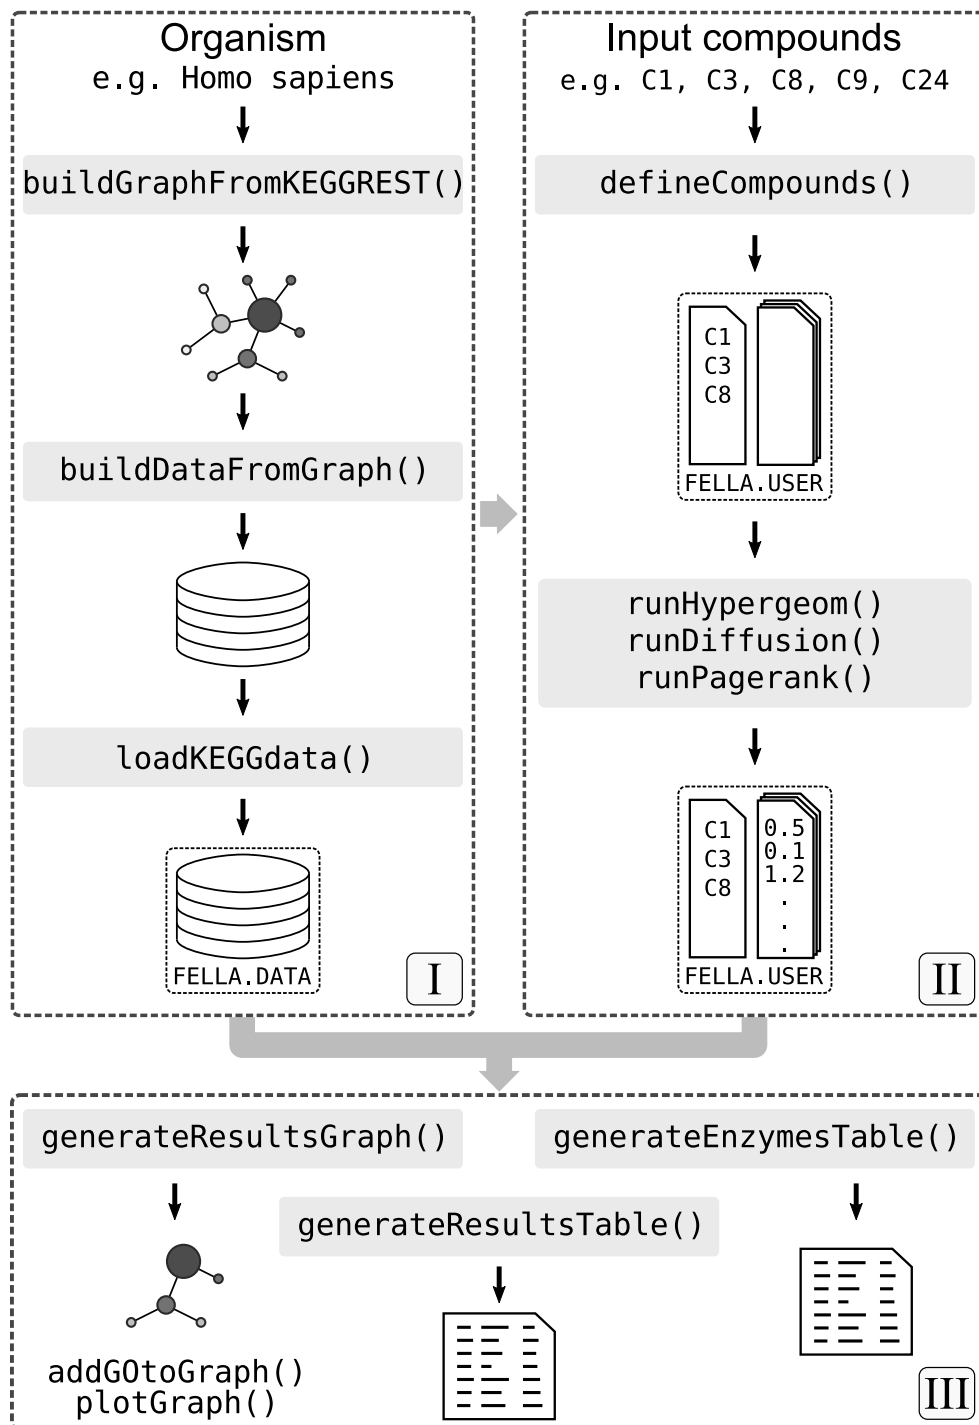 Organism
e.g. Homo sapiens
buildGraphFromKEGGREST()
buildDataFromGraph()
loadKEGGdata()
FELLA.DATA
I
Input compounds
e.g. C1, C3, C8, C9, C24
defineCompounds()
C1
C3
C8
FELLA.USER
runHypergeom()
runDiffusion()
runPagerank()
C1
C3
C8
0.5
0.1
1.2
.
.
.
FELLA.USER
II
generateResultsGraph()
addGOtoGraph()
plotGraph()
generateResultsTable()
generateEnzymesTable()
III